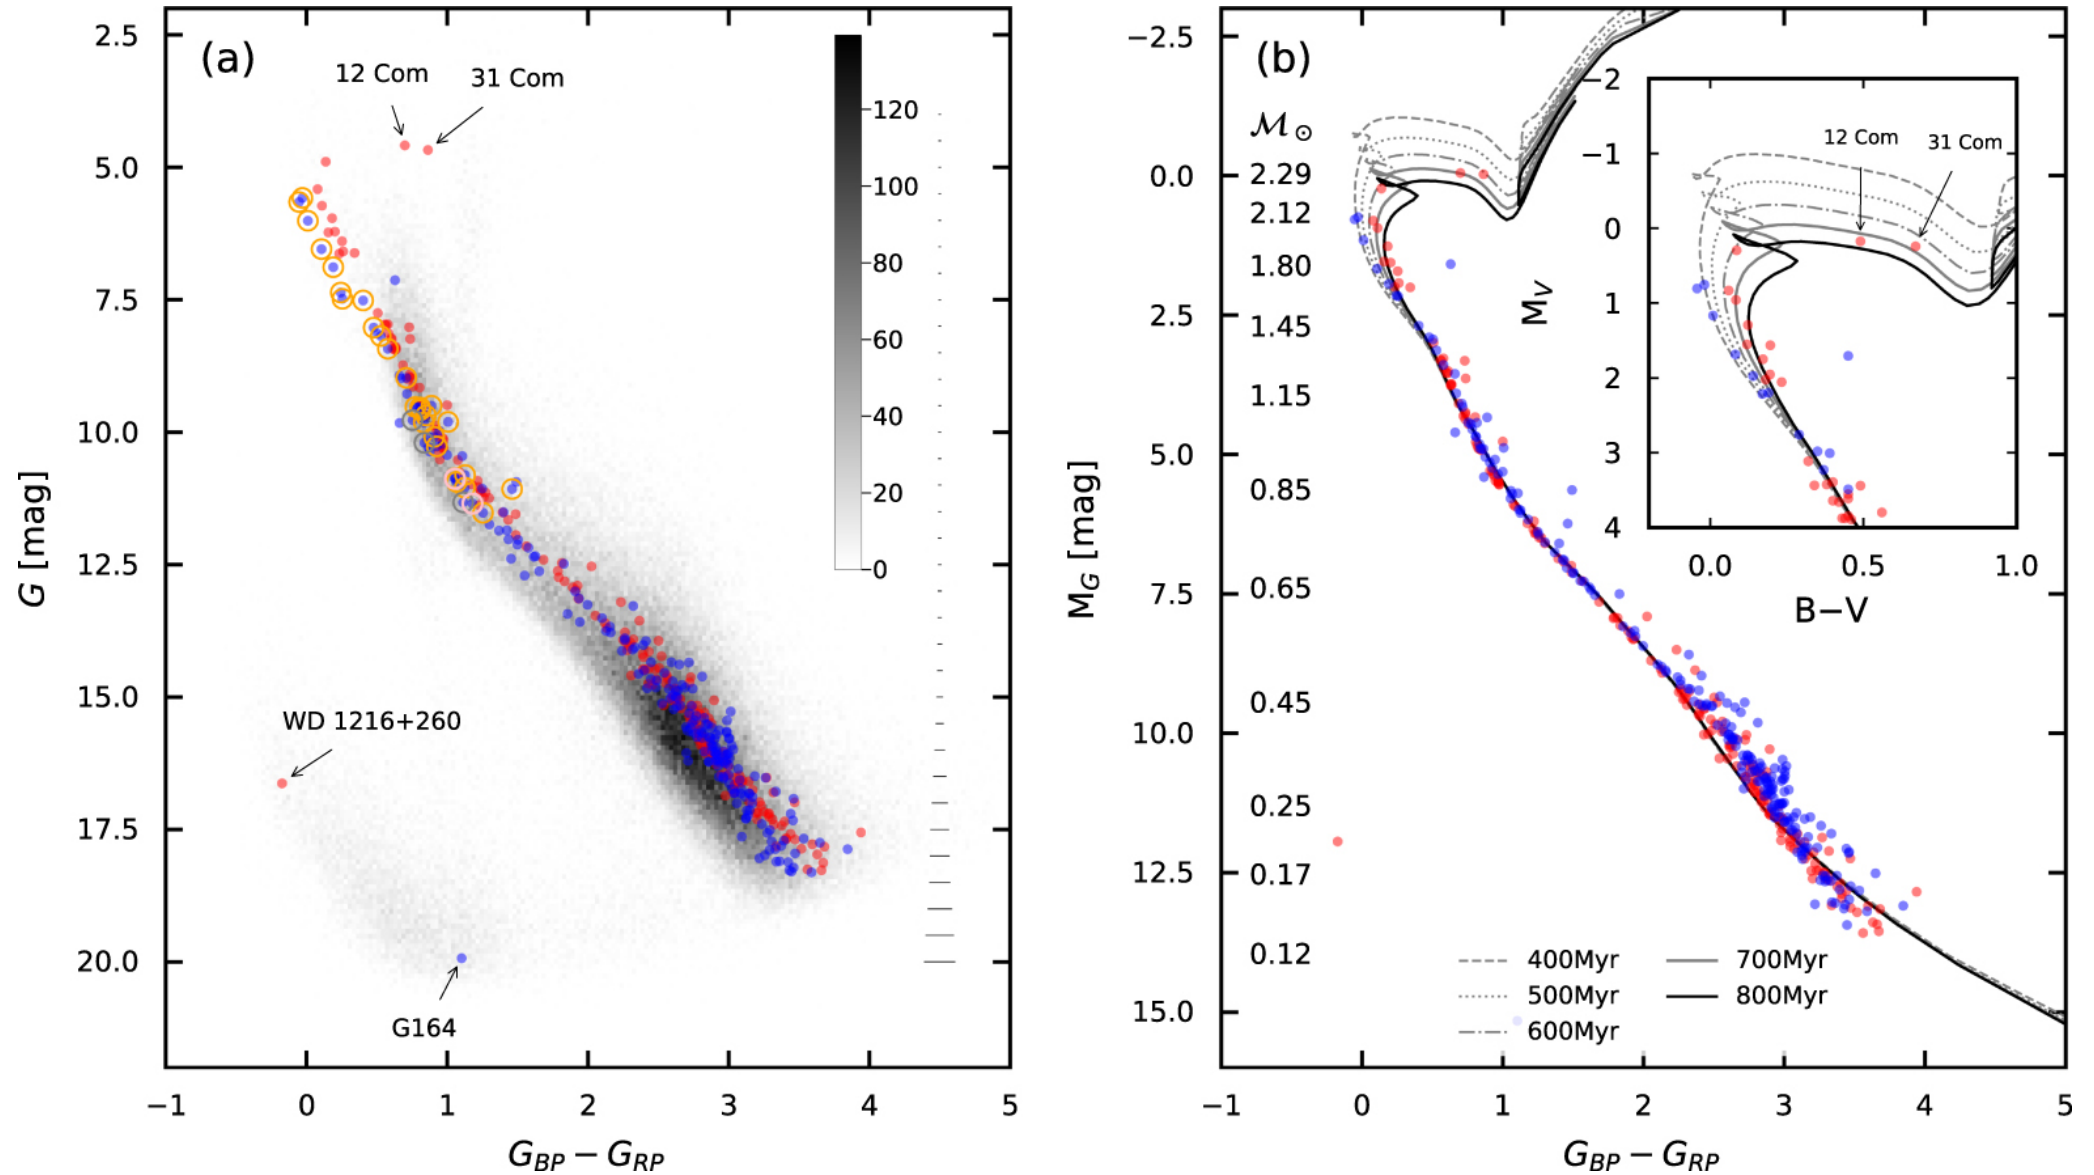 (a)
12 Com
31 Com
WD 1216+260
G164
2.5
5.0
7.5
10.0
12.5
15.0
17.5
20.0
G [mag]
−1 0 1 2 3 4 5
G_BP − G_RP
120
100
80
60
40
20
0
(b)
ℳ⊙
2.29
2.12
1.80
1.45
1.15
0.85
0.65
0.45
0.25
0.17
0.12
−2.5
0.0
2.5
5.0
7.5
10.0
12.5
15.0
M_G [mag]
−1 0 1 2 3 4 5
G_BP − G_RP
400Myr
500Myr
600Myr
700Myr
800Myr
12 Com
31 Com
−2
−1
0
1
2
3
4
M_V
0.0 0.5 1.0
B−V